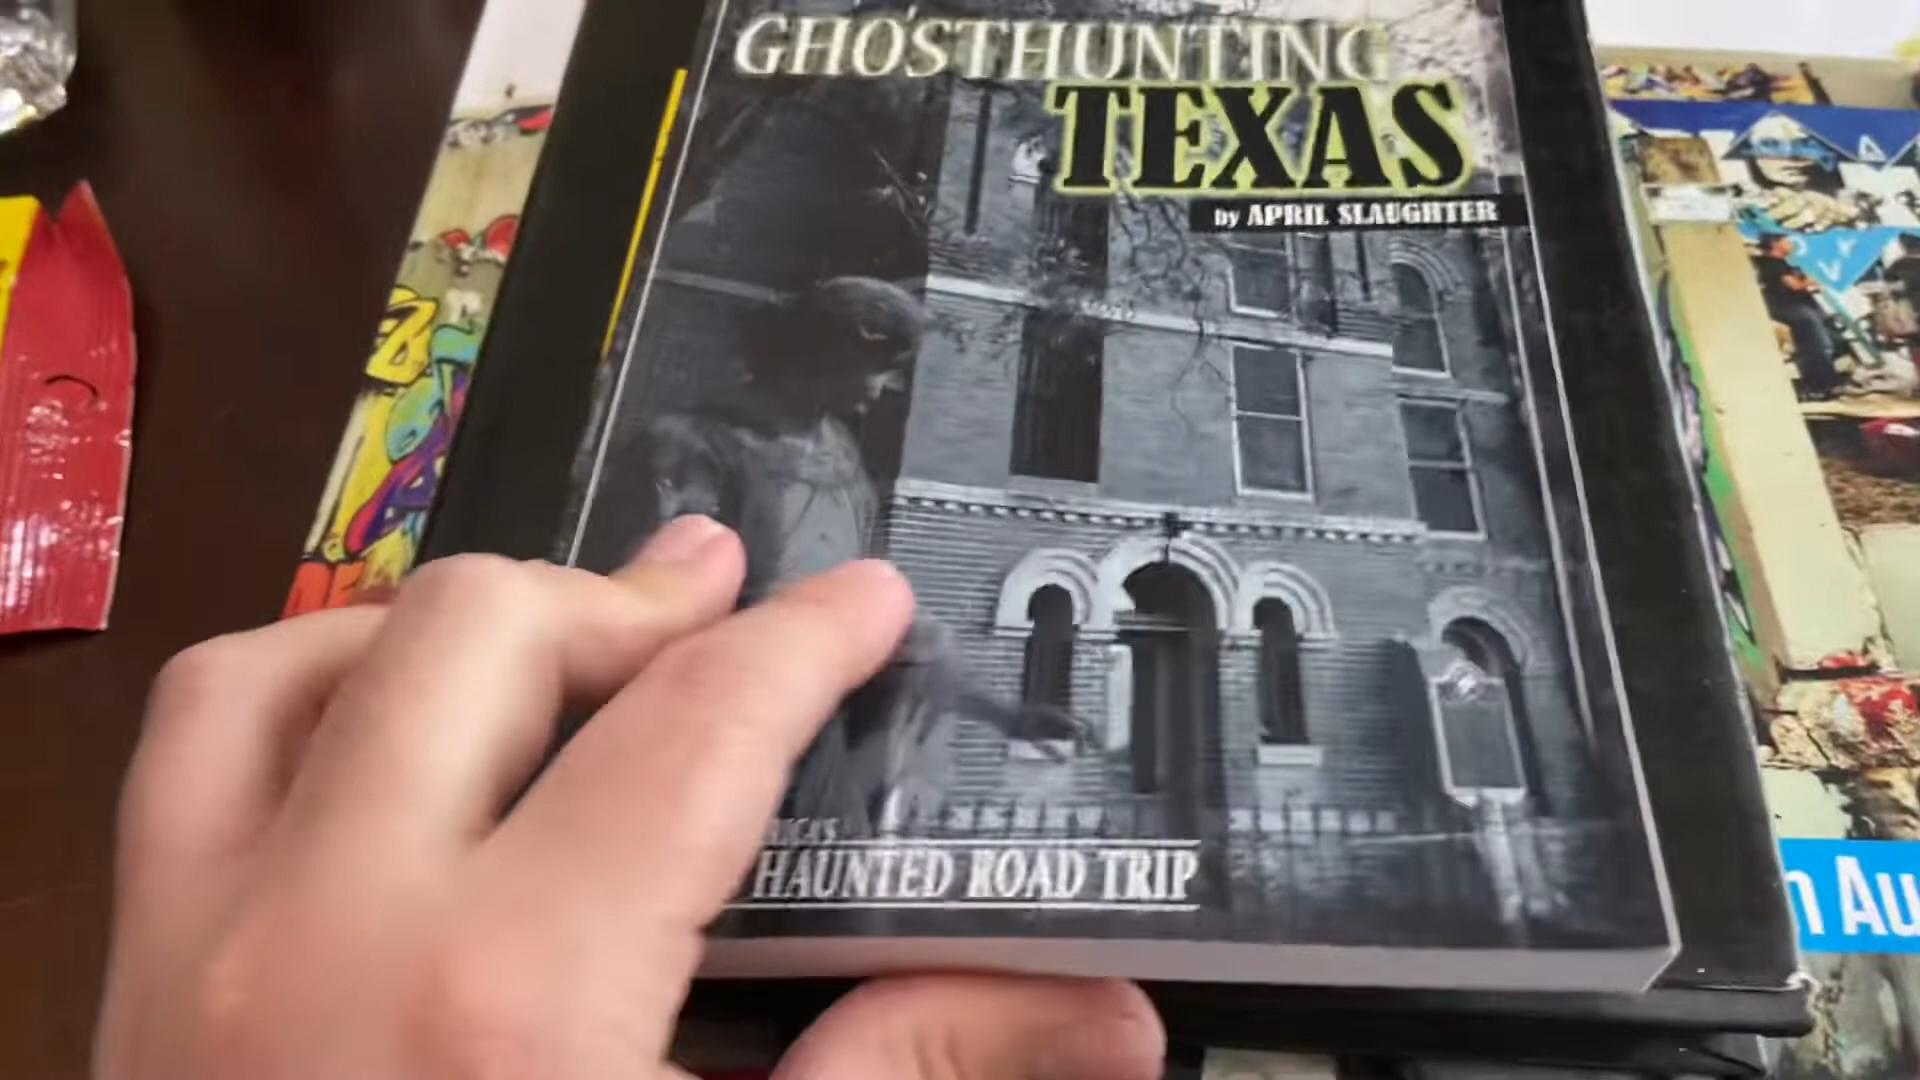 GHOSTHUNTING
TEXAS
by APRIL SLAUGHTER
HAUNTED ROAD TRIP